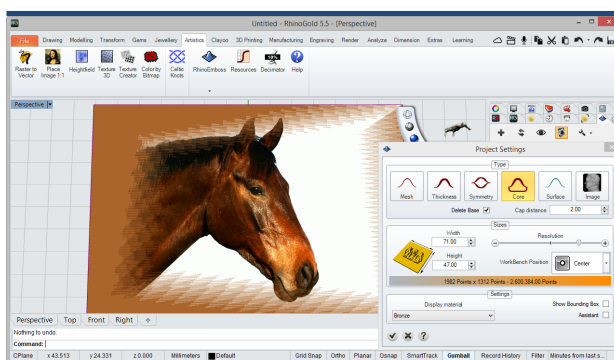 Untitled - RhinoGold 5.5 - [Perspective]
File Drawing Modelling Transform Gems Jewellery Artistics Clayoo 3D Printing Manufacturing Engraving Render Analyze Dimension Extras Learning
Raster to Vector Place Image 1:1 Heightfield Texture 3D Texture Creator Color by Bitmap Celtic Knots RhinoEmboss Resources Decimator Help
Perspective
Project Settings
Type
Mesh Thickness Symmetry Core Surface Image
Delete Base Cap distance 2.00
Sizes
Width
71.00
Height
47.00
Resolution
WorkBench Position Center
1982 Points x 1312 Points - 2.600.384.00 Points
Settings
Display material
Bronze
Show Bounding Box
Assistant
Perspective Top Front Right
Nothing to undo.
Command:
CPlane x 43.513 y 24.331 z 0.000 Millimeters Default Grid Snap Ortho Planar Osnap SmartTrack Gumball Record History Filter Minutes from last s...